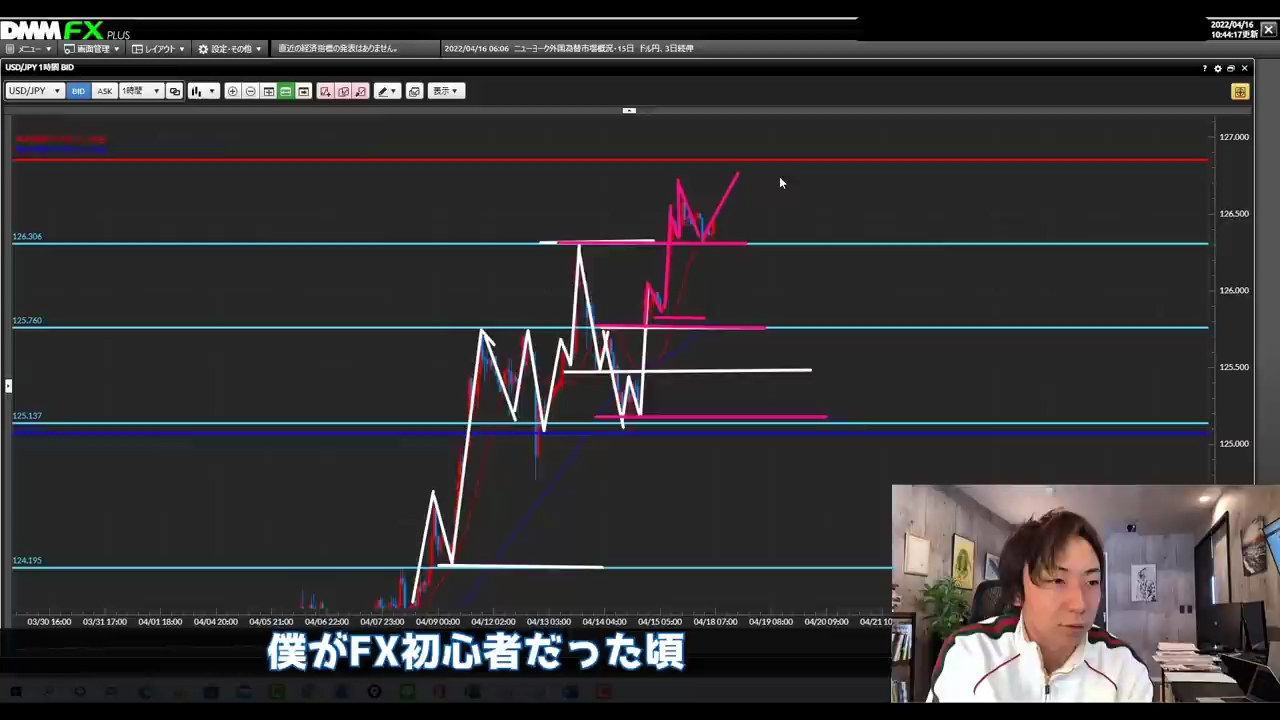 DMM FX PLUS
2022/04/16
10:44:17更新
メニュー 画面管理 レイアウト 設定・その他 直近の経済指標の発表はありません。 2022/04/16 06:06 ニューヨーク外国為替市場概況・15日 ドル円、3日続伸
USD/JPY 1時間 BID
USD/JPY BID ASK 1時間 表示
127.000
126.500
126.306
126.000
125.760
125.500
125.137
125.000
124.195
03/30 16:00 03/31 17:00 04/01 18:00 04/04 20:00 04/05 21:00 04/06 22:00 04/07 23:00 04/09 00:00 04/12 02:00 04/13 03:00 04/14 04:00 04/15 05:00 04/18 07:00 04/19 08:00 04/20 09:00 04/21 10
僕がFX初心者だった頃